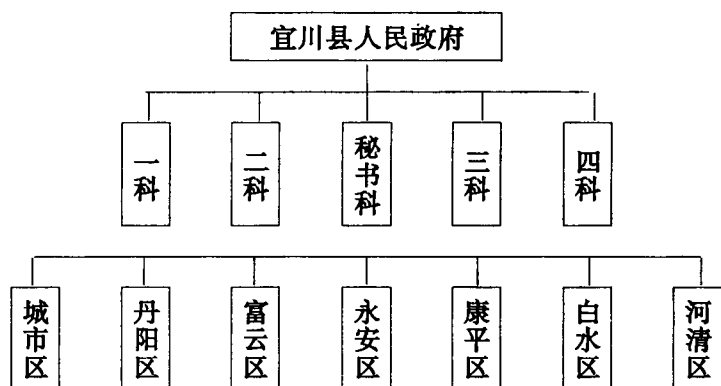 宜川县人民政府
一科
二科
秘书科
三科
四科
城市区
丹阳区
富云区
永安区
康平区
白水区
河清区